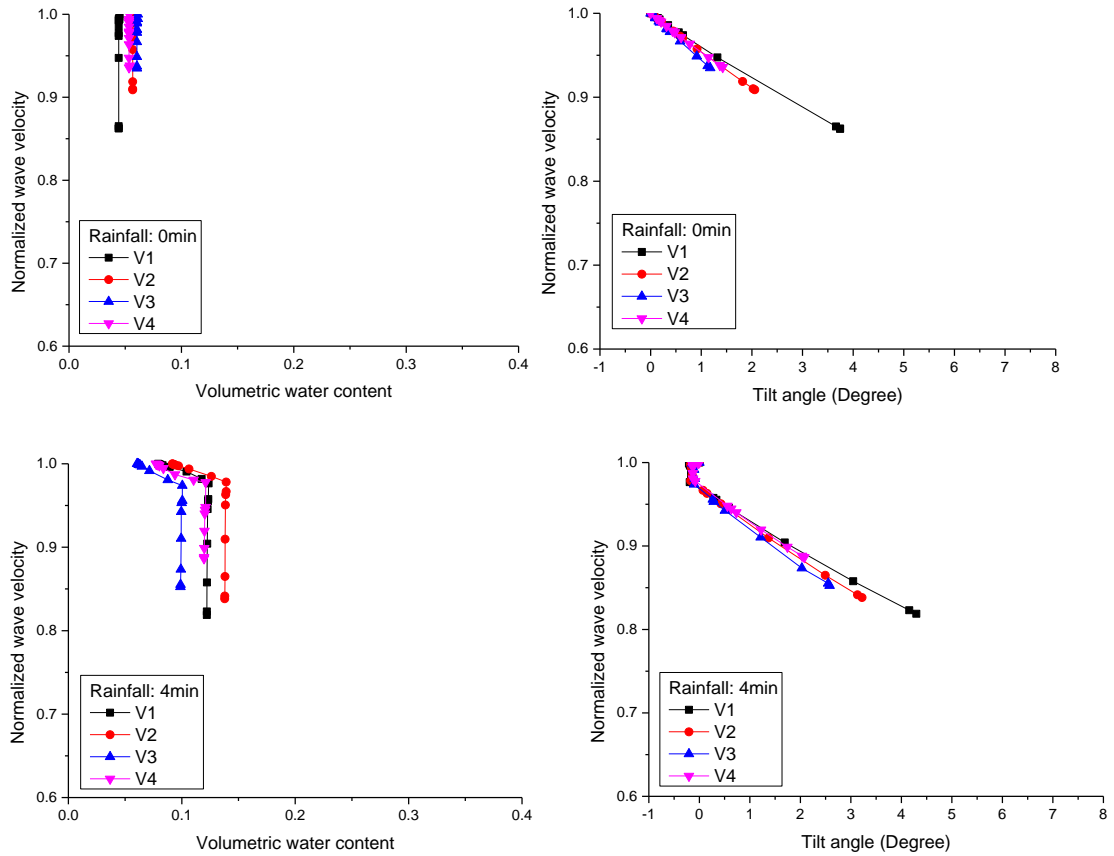 1.0
0.9
0.8
0.7
0.6
Normalized wave velocity
Rainfall: 0min
V1
V2
V3
V4
0.0 0.1 0.2 0.3 0.4
Volumetric water content
1.0
0.9
0.8
0.7
0.6
Normalized wave velocity
Rainfall: 0min
V1
V2
V3
V4
-1 0 1 2 3 4 5 6 7 8
Tilt angle (Degree)
1.0
0.9
0.8
0.7
0.6
Normalized wave velocity
Rainfall: 4min
V1
V2
V3
V4
0.0 0.1 0.2 0.3 0.4
Volumetric water content
1.0
0.9
0.8
0.7
0.6
Normalized wave velocity
Rainfall: 4min
V1
V2
V3
V4
-1 0 1 2 3 4 5 6 7 8
Tilt angle (Degree)